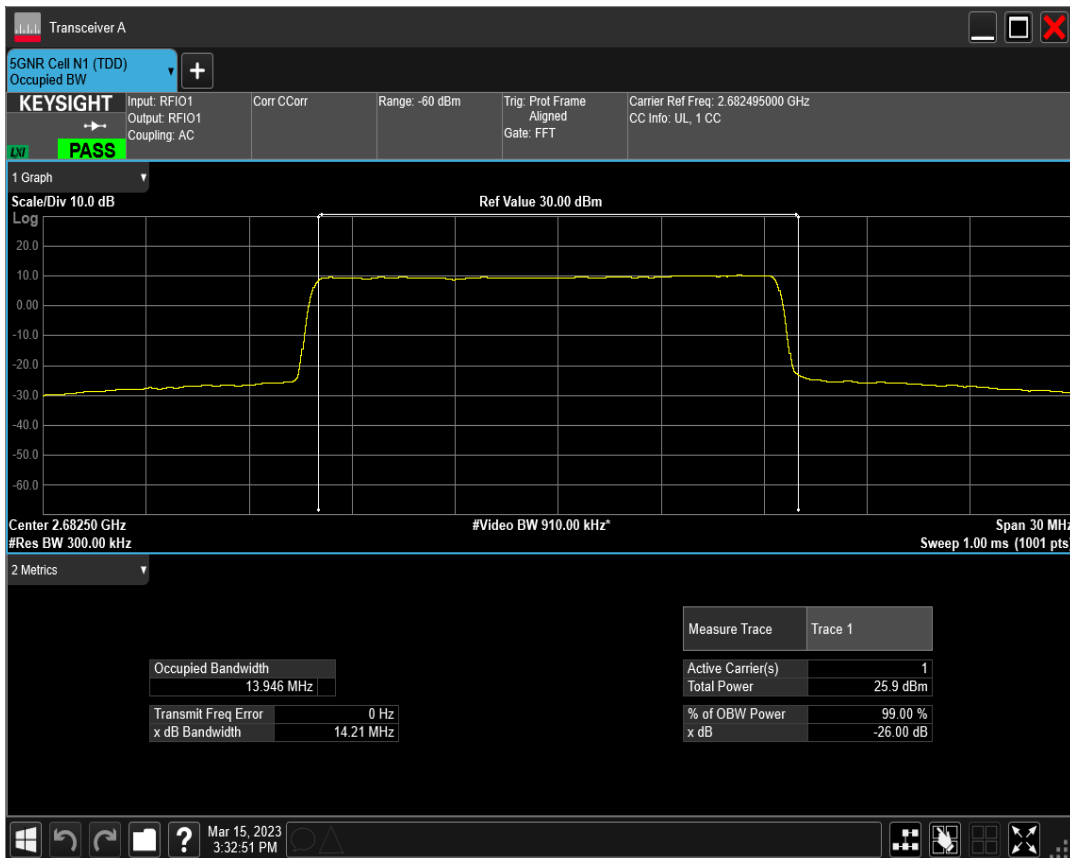 Transceiver A
5GNR Cell N1 (TDD)
Occupied BW
+
KEYSIGHT
LXI
PASS
Input: RFIO1
Output: RFIO1
Coupling: AC
Corr CCorr
Range: -60 dBm
Trig: Prot Frame
Aligned
Gate: FFT
Carrier Ref Freq: 2.682495000 GHz
CC Info: UL, 1 CC
1 Graph
Scale/Div 10.0 dB
Ref Value 30.00 dBm
Log
20.0
10.0
0.00
-10.0
-20.0
-30.0
-40.0
-50.0
-60.0
Center 2.68250 GHz
#Video BW 910.00 kHz*
Span 30 MHz
#Res BW 300.00 kHz
Sweep 1.00 ms (1001 pts)
2 Metrics
Measure Trace Trace 1
Occupied Bandwidth
13.946 MHz
Active Carrier(s) 1
Total Power 25.9 dBm
Transmit Freq Error 0 Hz
x dB Bandwidth 14.21 MHz
% of OBW Power 99.00 %
x dB -26.00 dB
?
Mar 15, 2023
3:32:51 PM